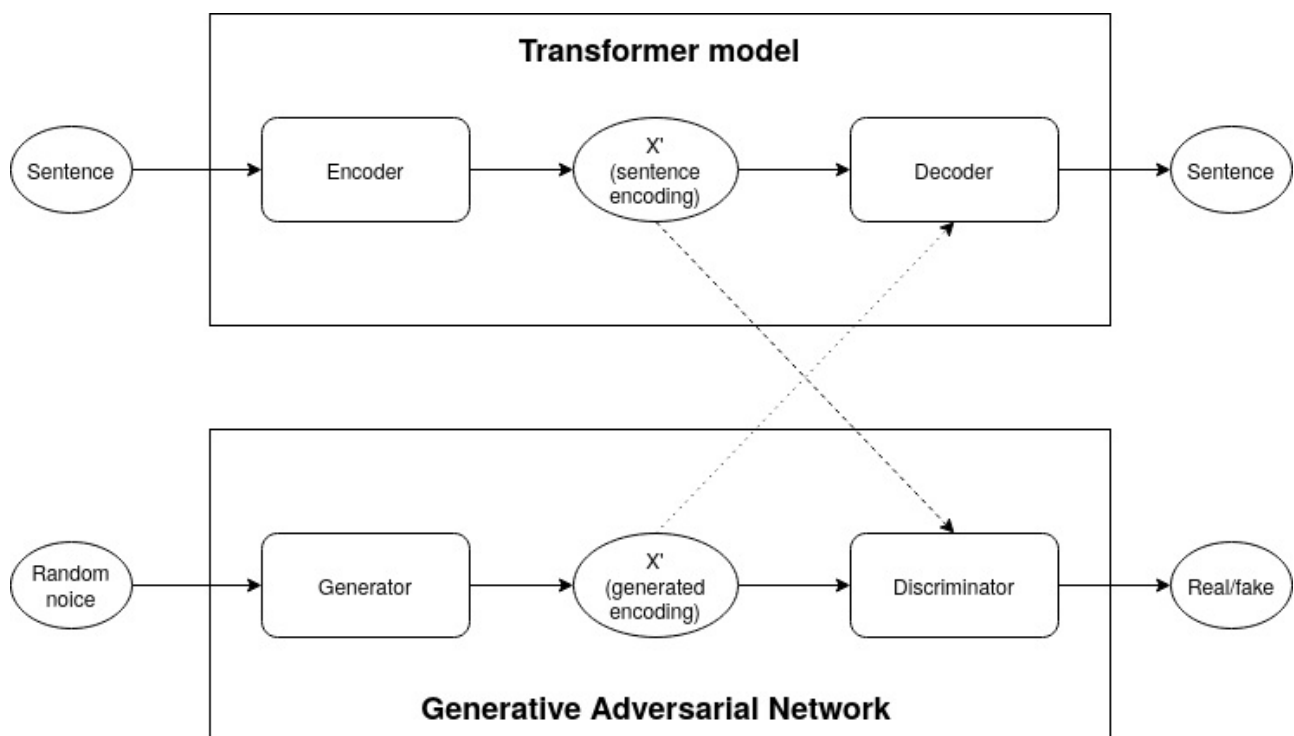 Transformer model
Sentence
Encoder
X'
(sentence
encoding)
Decoder
Sentence
Random
noice
Generator
X'
(generated
encoding)
Discriminator
Real/fake
Generative Adversarial Network